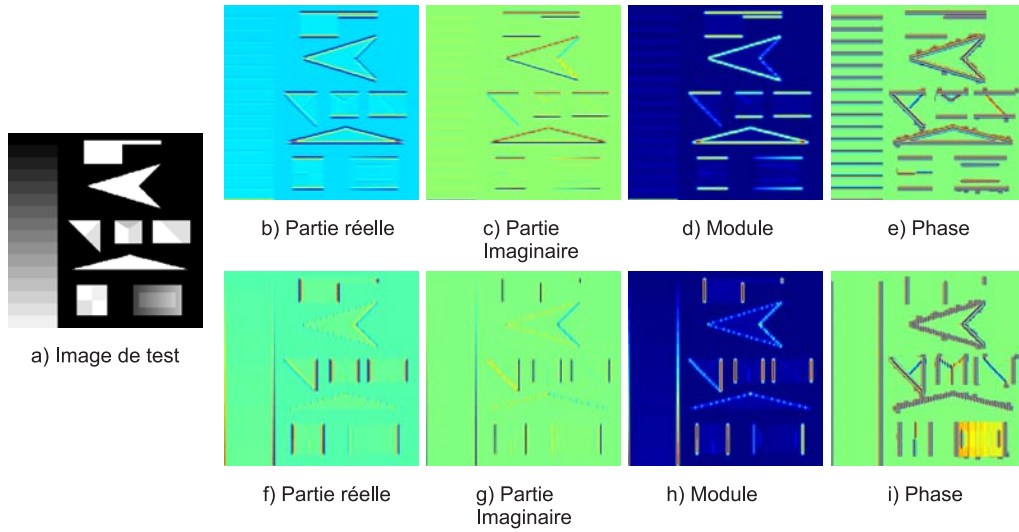 b) Partie réelle
c) Partie
Imaginaire
d) Module
e) Phase
a) Image de test
f) Partie réelle
g) Partie
Imaginaire
h) Module
i) Phase